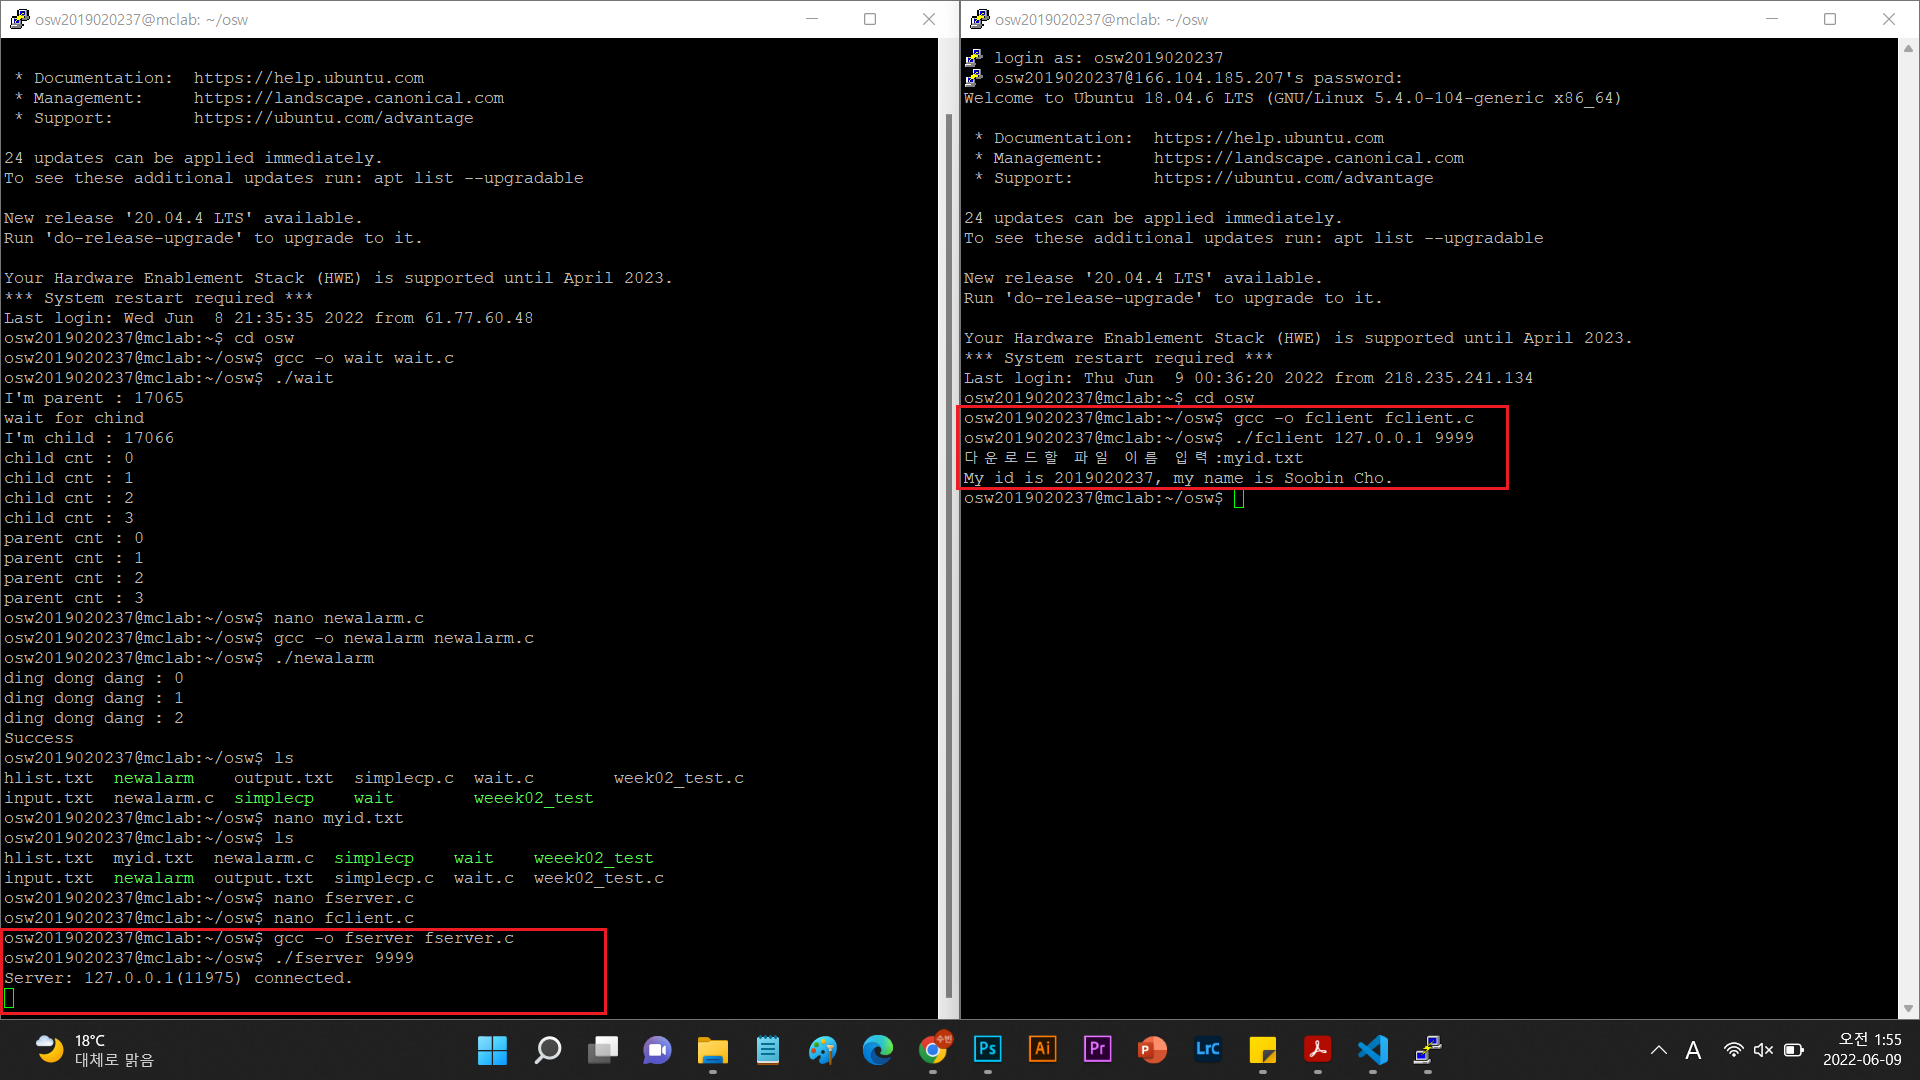 osw2019020237@mclab: ~/osw
 * Documentation:  https://help.ubuntu.com
 * Management:     https://landscape.canonical.com
 * Support:        https://ubuntu.com/advantage
24 updates can be applied immediately.
To see these additional updates run: apt list --upgradable
New release '20.04.4 LTS' available.
Run 'do-release-upgrade' to upgrade to it.
Your Hardware Enablement Stack (HWE) is supported until April 2023.
*** System restart required ***
Last login: Wed Jun  8 21:35:35 2022 from 61.77.60.48
osw2019020237@mclab:~$ cd osw
osw2019020237@mclab:~/osw$ gcc -o wait wait.c
osw2019020237@mclab:~/osw$ ./wait
I'm parent : 17065
wait for chind
I'm child : 17066
child cnt : 0
child cnt : 1
child cnt : 2
child cnt : 3
parent cnt : 0
parent cnt : 1
parent cnt : 2
parent cnt : 3
osw2019020237@mclab:~/osw$ nano newalarm.c
osw2019020237@mclab:~/osw$ gcc -o newalarm newalarm.c
osw2019020237@mclab:~/osw$ ./newalarm
ding dong dang : 0
ding dong dang : 1
ding dong dang : 2
Success
osw2019020237@mclab:~/osw$ ls
hlist.txt  newalarm    output.txt  simplecp.c  wait.c        week02_test.c
input.txt  newalarm.c  simplecp    wait        weeek02_test
osw2019020237@mclab:~/osw$ nano myid.txt
osw2019020237@mclab:~/osw$ ls
hlist.txt  myid.txt  newalarm.c  simplecp    wait    weeek02_test
input.txt  newalarm  output.txt  simplecp.c  wait.c  week02_test.c
osw2019020237@mclab:~/osw$ nano fserver.c
osw2019020237@mclab:~/osw$ nano fclient.c
osw2019020237@mclab:~/osw$ gcc -o fserver fserver.c
osw2019020237@mclab:~/osw$ ./fserver 9999
Server: 127.0.0.1(11975) connected.
osw2019020237@mclab: ~/osw
login as: osw2019020237
osw2019020237@166.104.185.207's password:
Welcome to Ubuntu 18.04.6 LTS (GNU/Linux 5.4.0-104-generic x86_64)
 * Documentation:  https://help.ubuntu.com
 * Management:     https://landscape.canonical.com
 * Support:        https://ubuntu.com/advantage
24 updates can be applied immediately.
To see these additional updates run: apt list --upgradable
New release '20.04.4 LTS' available.
Run 'do-release-upgrade' to upgrade to it.
Your Hardware Enablement Stack (HWE) is supported until April 2023.
*** System restart required ***
Last login: Thu Jun  9 00:36:20 2022 from 218.235.241.134
osw2019020237@mclab:~$ cd osw
osw2019020237@mclab:~/osw$ gcc -o fclient fclient.c
osw2019020237@mclab:~/osw$ ./fclient 127.0.0.1 9999
다운로드할 파일 이름 입력:myid.txt
My id is 2019020237, my name is Soobin Cho.
osw2019020237@mclab:~/osw$
18°C
대체로 맑음
수빈
Ps
Ai
Pr
P
LrC
A
오전 1:55
2022-06-09